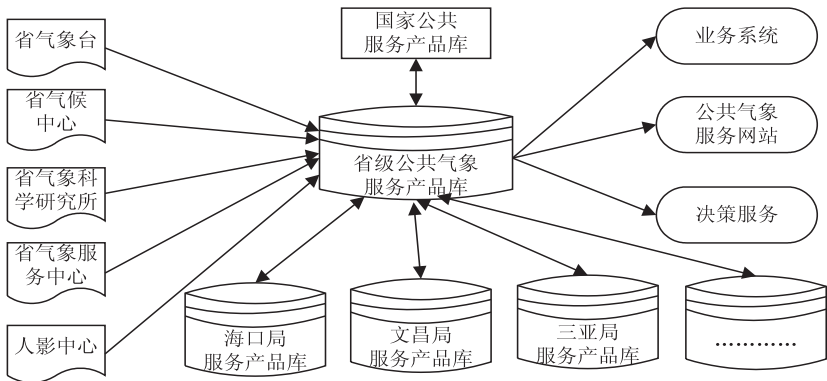 省气象台
省气候
中心
省气象科
学研究所
省气象服
务中心
人影中心
国家公共
服务产品库
省级公共气象
服务产品库
业务系统
公共气象
服务网站
决策服务
海口局
服务产品库
文昌局
服务产品库
三亚局
服务产品库
…………